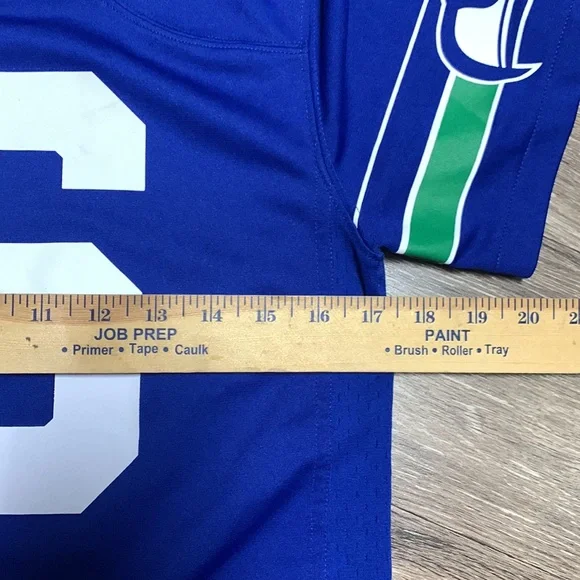 11 12 13 14 15 16 17 18 19 20 2
JOB PREP PAINT
• Primer • Tape • Caulk • Brush • Roller • Tray